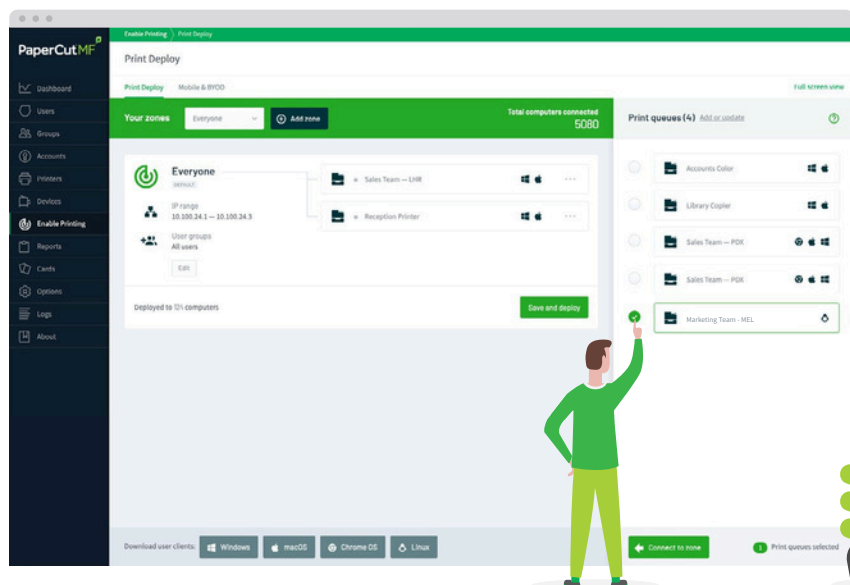 PaperCutMF
Dashboard
Users
Groups
Accounts
Printers
Devices
Enable Printing
Reports
Cards
Options
Logs
About
Enable Printing Print Deploy
Print Deploy
Print Deploy Mobile & BYOD
Full screen view
Your zones Everyone Add zone
Total computers connected
5080
Everyone
DEFAULT
IP range
10.100.24.1 — 10.100.24.3
User groups
All users
Edit
Sales Team — LHR
Reception Printer
Deployed to 124 computers
Save and deploy
Print queues (4) Add or update
Accounts Color
Library Copier
Sales Team — PDX
Sales Team — PDX
Marketing Team - MEL
Download user clients: Windows macOS Chrome OS Linux
Connect to zone
1 Print queues selected